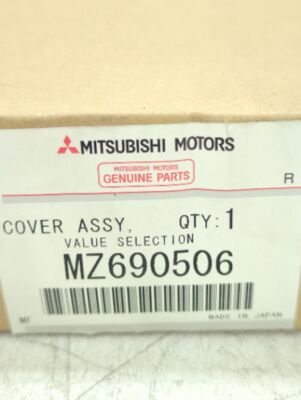 MITSUBISHI MOTORS
MITSUBISHI MOTORS
GENUINE PARTS
R
COVER ASSY, QTY:1
VALUE SELECTION
MZ690506
MADE IN JAPAN